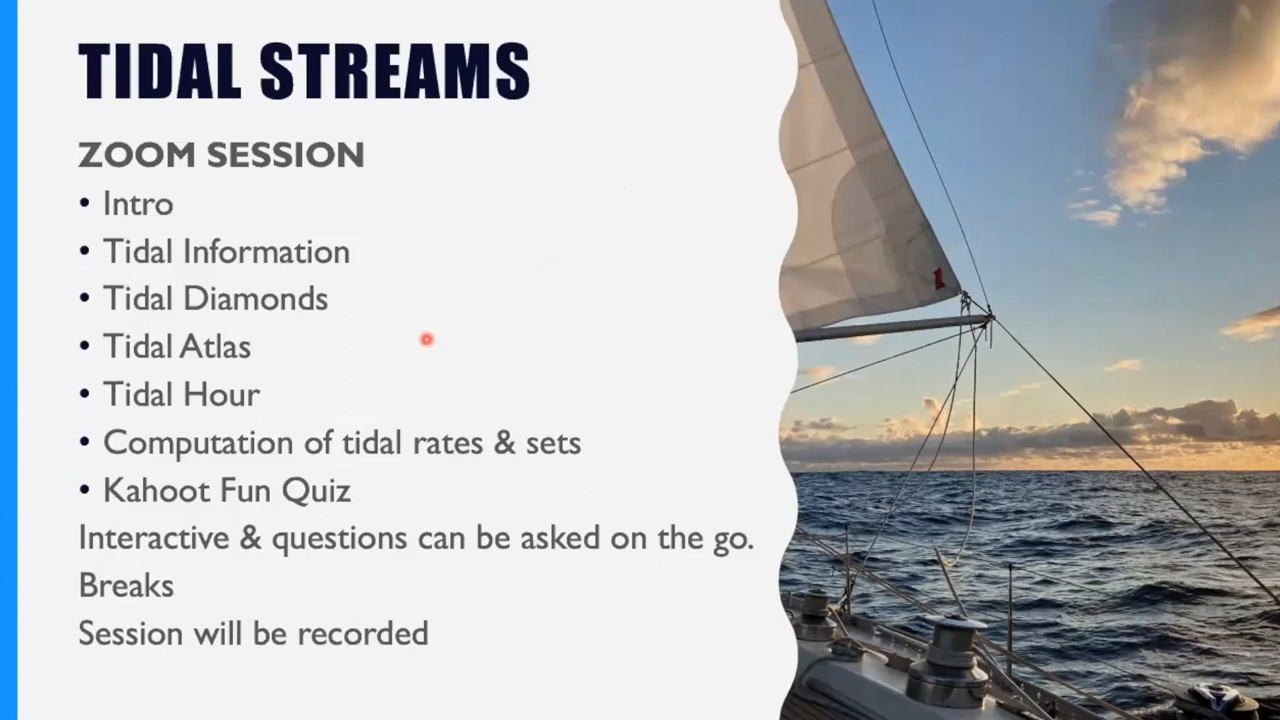 TIDAL STREAMS
ZOOM SESSION
• Intro
• Tidal Information
• Tidal Diamonds
• Tidal Atlas
• Tidal Hour
• Computation of tidal rates & sets
• Kahoot Fun Quiz
Interactive & questions can be asked on the go.
Breaks
Session will be recorded